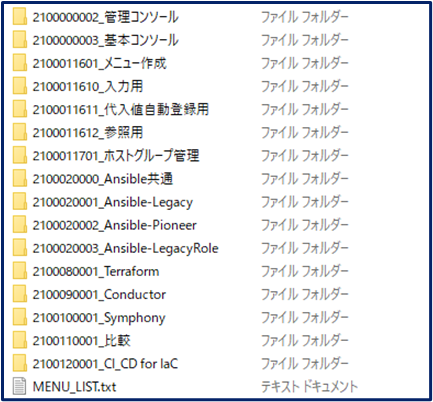 2100000002_管理コンソール ファイル フォルダー
2100000003_基本コンソール ファイル フォルダー
2100011601_メニュー作成 ファイル フォルダー
2100011610_入力用 ファイル フォルダー
2100011611_代入値自動登録用 ファイル フォルダー
2100011612_参照用 ファイル フォルダー
2100011701_ホストグループ管理 ファイル フォルダー
2100020000_Ansible共通 ファイル フォルダー
2100020001_Ansible-Legacy ファイル フォルダー
2100020002_Ansible-Pioneer ファイル フォルダー
2100020003_Ansible-LegacyRole ファイル フォルダー
2100080001_Terraform ファイル フォルダー
2100090001_Conductor ファイル フォルダー
2100100001_Symphony ファイル フォルダー
2100110001_比較 ファイル フォルダー
2100120001_CI_CD for IaC ファイル フォルダー
MENU_LIST.txt テキスト ドキュメント